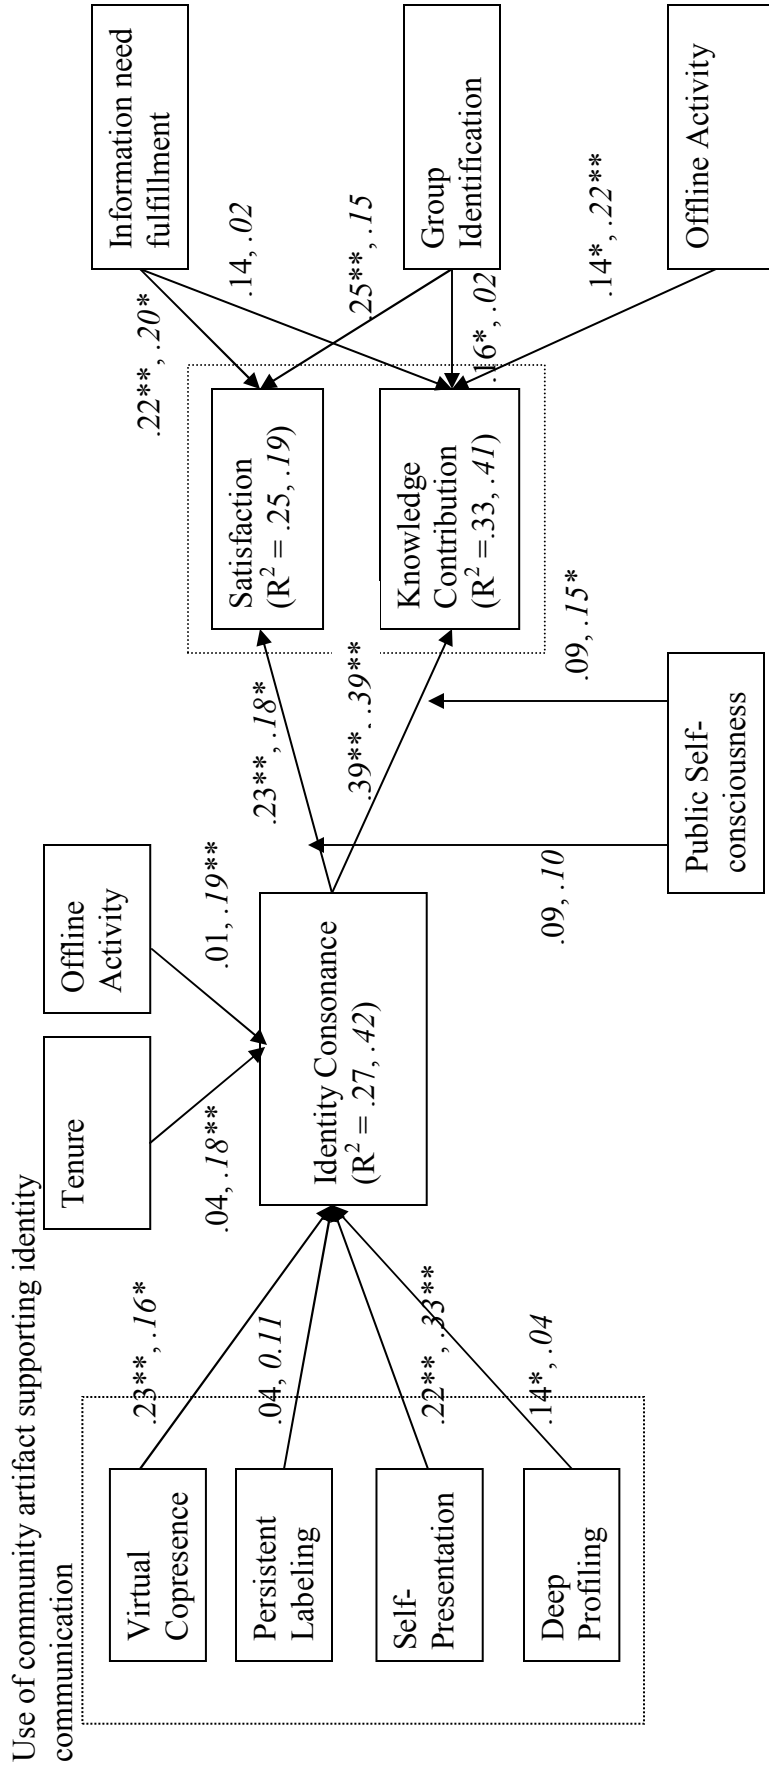 Use of community artifact supporting identity
communication
Virtual
Copresence
Persistent
Labeling
Self-
Presentation
Deep
Profiling
.23**, .16*
.04, 0.11
.22**, .33**
.14*, .04
Tenure
Offline
Activity
.04, .18**
.01, .19**
Identity Consonance
(R² = .27, .42)
.23**, .18*
.39**, .39**
.09, .10
.09, .15*
Public Self-
consciousness
Satisfaction
(R² = .25, .19)
Knowledge
Contribution
(R² =.33, .41)
.22**, .20*
.14, .02
.25**, .15
.16*, .02
.14*, .22**
Information need
fulfillment
Group
Identification
Offline Activity